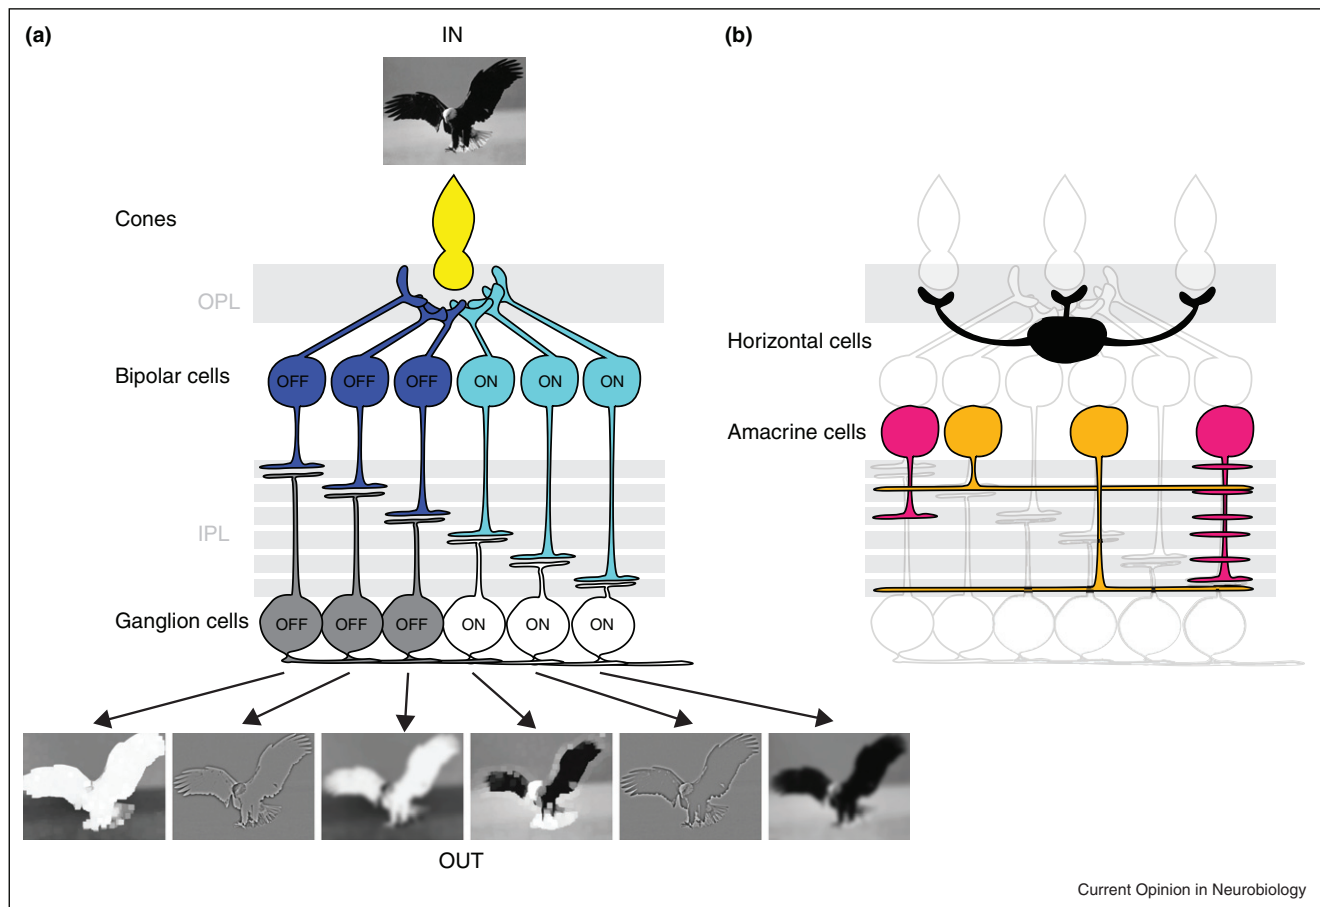 (a)
IN
Cones
OPL
Bipolar cells
OFF OFF OFF ON ON ON
IPL
Ganglion cells
OFF OFF OFF ON ON ON
OUT
(b)
Horizontal cells
Amacrine cells
Current Opinion in Neurobiology